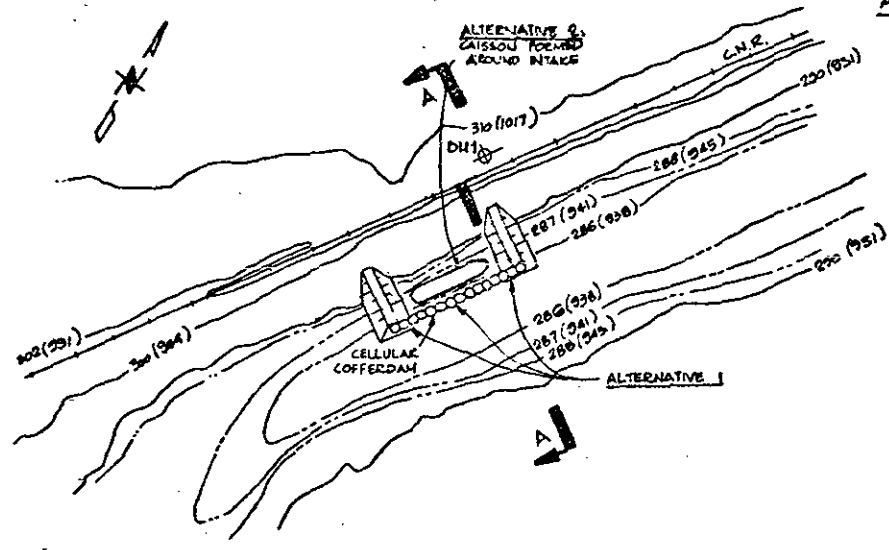 ALTERNATIVE 2,
CAISSON FORMED
AROUND INTAKE
A
C.N.R.
310 (1017)
DH1
290 (951)
288 (945)
287 (941)
286 (938)
290 (951)
286 (938)
287 (941)
288 (945)
302 (991)
300 (984)
CELLULAR
COFFERDAM
ALTERNATIVE 1
A